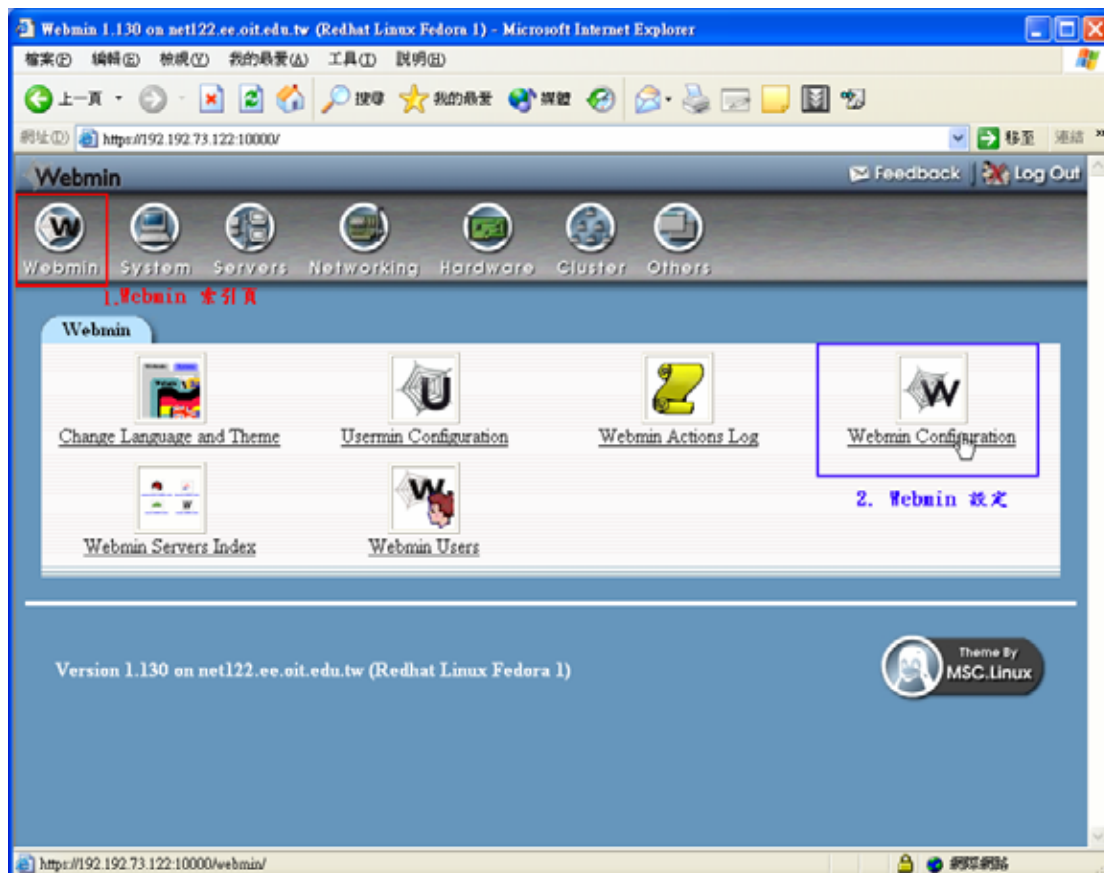 Webmin 1.130 on net122.ee.oit.edu.tw (Redhat Linux Fedora 1) - Microsoft Internet Explorer
檔案(F) 編輯(E) 檢視(V) 我的最愛(A) 工具(T) 說明(H)
上一頁 搜尋 我的最愛 媒體
網址(D) https://192.192.73.122:10000/ 移至 連結 »
Webmin Feedback Log Out
Webmin System Servers Networking Hardware Cluster Others
1.Webmin 索引頁
Webmin
Change Language and Theme Usermin Configuration Webmin Actions Log Webmin Configuration
2. Webmin 設定
Webmin Servers Index Webmin Users
Version 1.130 on net122.ee.oit.edu.tw (Redhat Linux Fedora 1)
Theme By
MSC.Linux
https://192.192.73.122:10000/webmin/ 網際網路